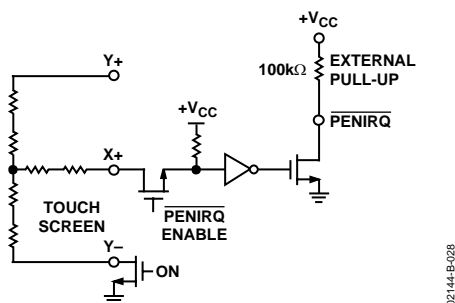 +VCC
100kΩ
EXTERNAL
PULL-UP
Y+
+VCC
PENIRQ
X+
TOUCH
SCREEN
PENIRQ
ENABLE
Y–
ON
02144-B-028